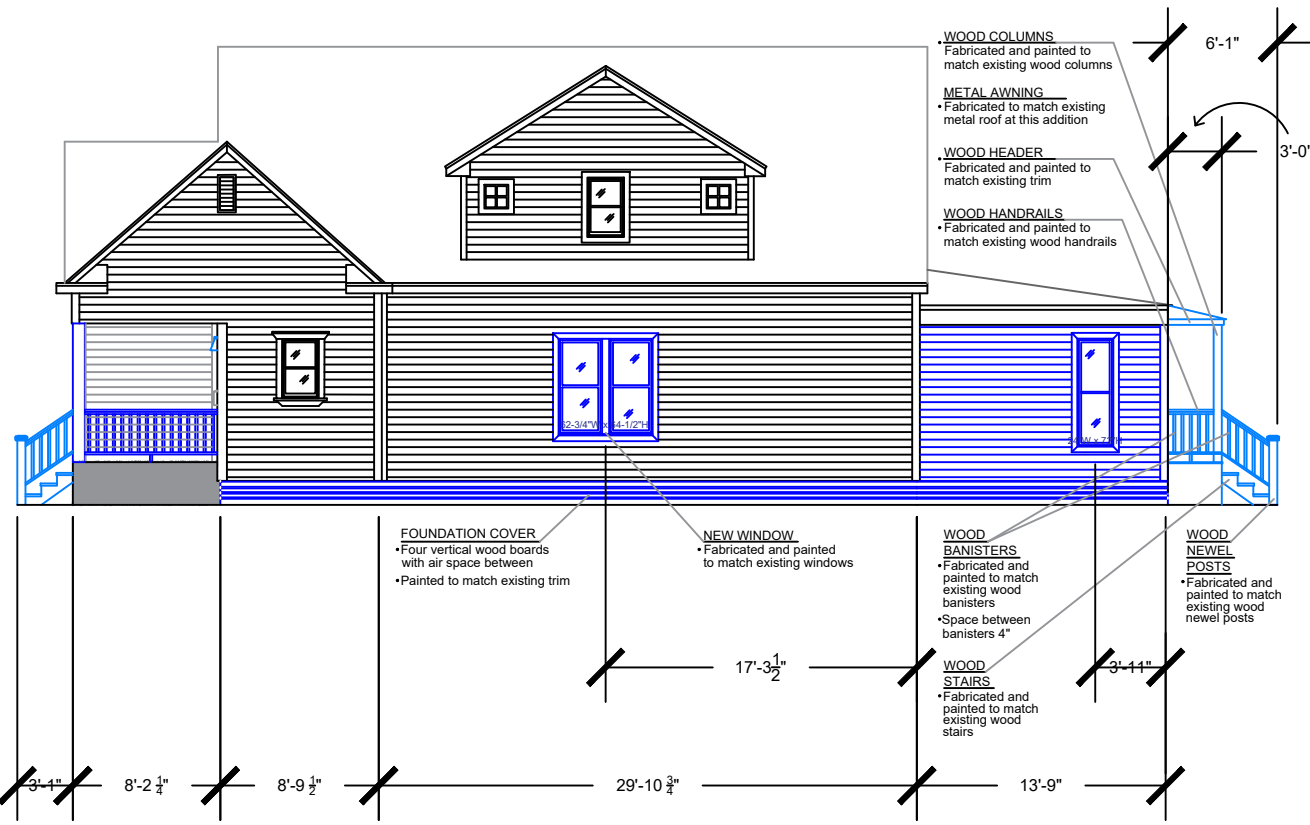 WOOD COLUMNS
• Fabricated and painted to
match existing wood columns
6'-1"
METAL AWNING
• Fabricated to match existing
metal roof at this addition
3'-0"
WOOD HEADER
• Fabricated and painted to
match existing trim
WOOD HANDRAILS
• Fabricated and painted to
match existing wood handrails
62-3/4"W x 64-1/2"H
FOUNDATION COVER
• Four vertical wood boards
with air space between
• Painted to match existing trim
NEW WINDOW
• Fabricated and painted
to match existing windows
WOOD
BANISTERS
• Fabricated and
painted to match
existing wood
banisters
• Space between
banisters 4"
WOOD
NEWEL
POSTS
• Fabricated and
painted to match
existing wood
newel posts
17'-3 1/2"
3'-11"
WOOD
STAIRS
• Fabricated and
painted to match
existing wood
stairs
3'-1"
8'-2 1/4"
8'-9 1/2"
29'-10 3/4"
13'-9"